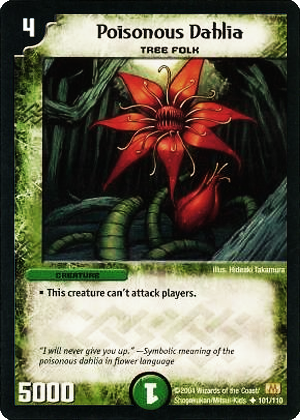 4
Poisonous Dahlia
TREE FOLK
illus. Hideaki Takamura
CREATURE
▪ This creature can't attack players.
"I will never give you up." —Symbolic meaning of the
poisonous dahlia in flower language
5000
1
©2004 Wizards of the Coast/
Shogakukan/Mitsui-Kids 101/110